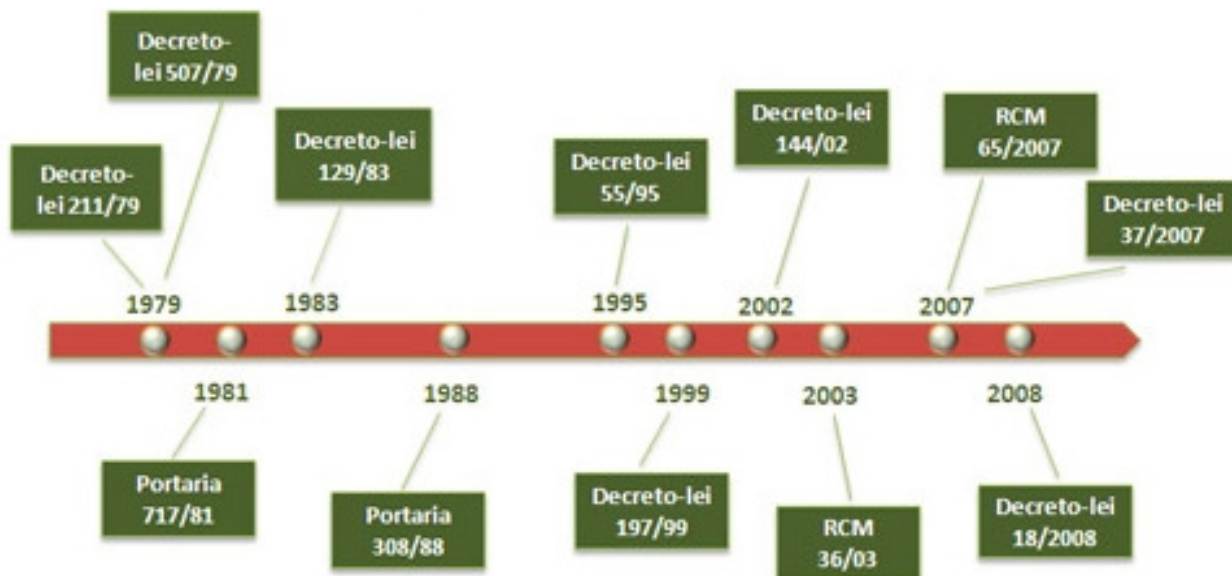 Decreto-
lei 507/79
Decreto-
lei 211/79
Decreto-lei
129/83
Decreto-lei
55/95
Decreto-lei
144/02
RCM
65/2007
Decreto-lei
37/2007
1979
1983
1995
2002
2007
1981
1988
1999
2003
2008
Portaria
717/81
Portaria
308/88
Decreto-lei
197/99
RCM
36/03
Decreto-lei
18/2008